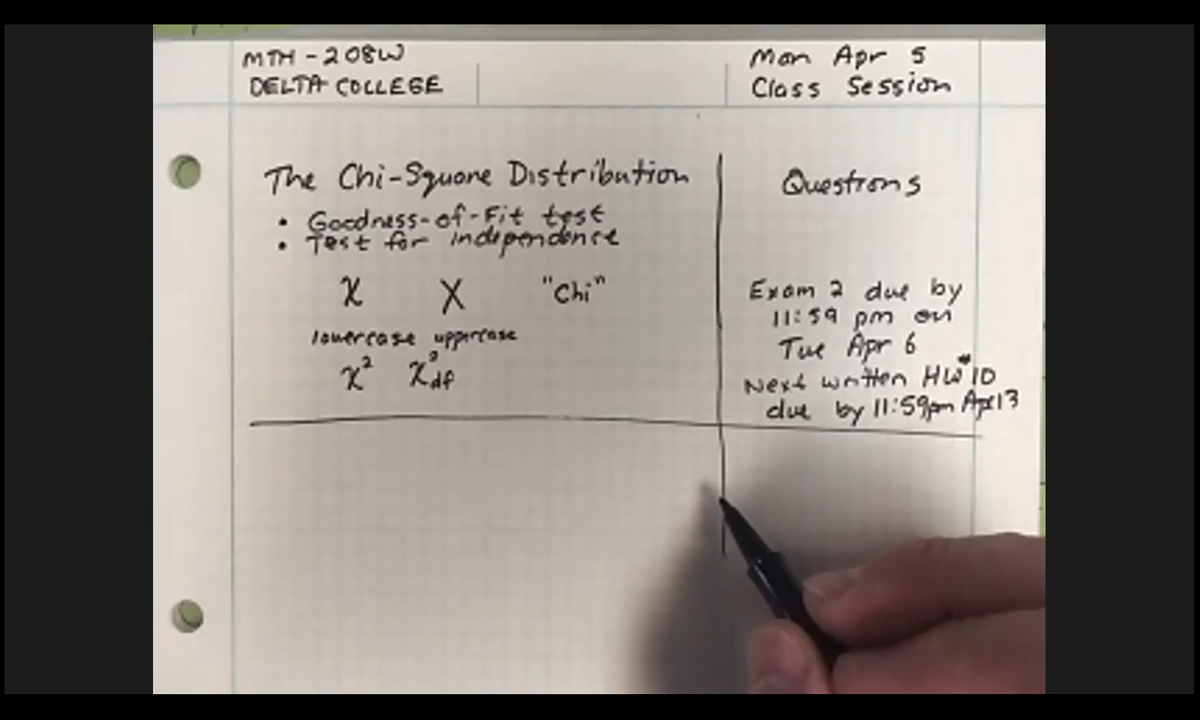 MTH-208W
DELTA COLLEGE
Mon Apr 5
Class Session
The Chi-Square Distribution
• Goodness-of-Fit test
• Test for independence
χ Χ "Chi"
lowercase uppercase
χ² χ²df
Questions
Exam 2 due by
11:59 pm on
Tue Apr 6
Next written HW#10
due by 11:59pm Apr13